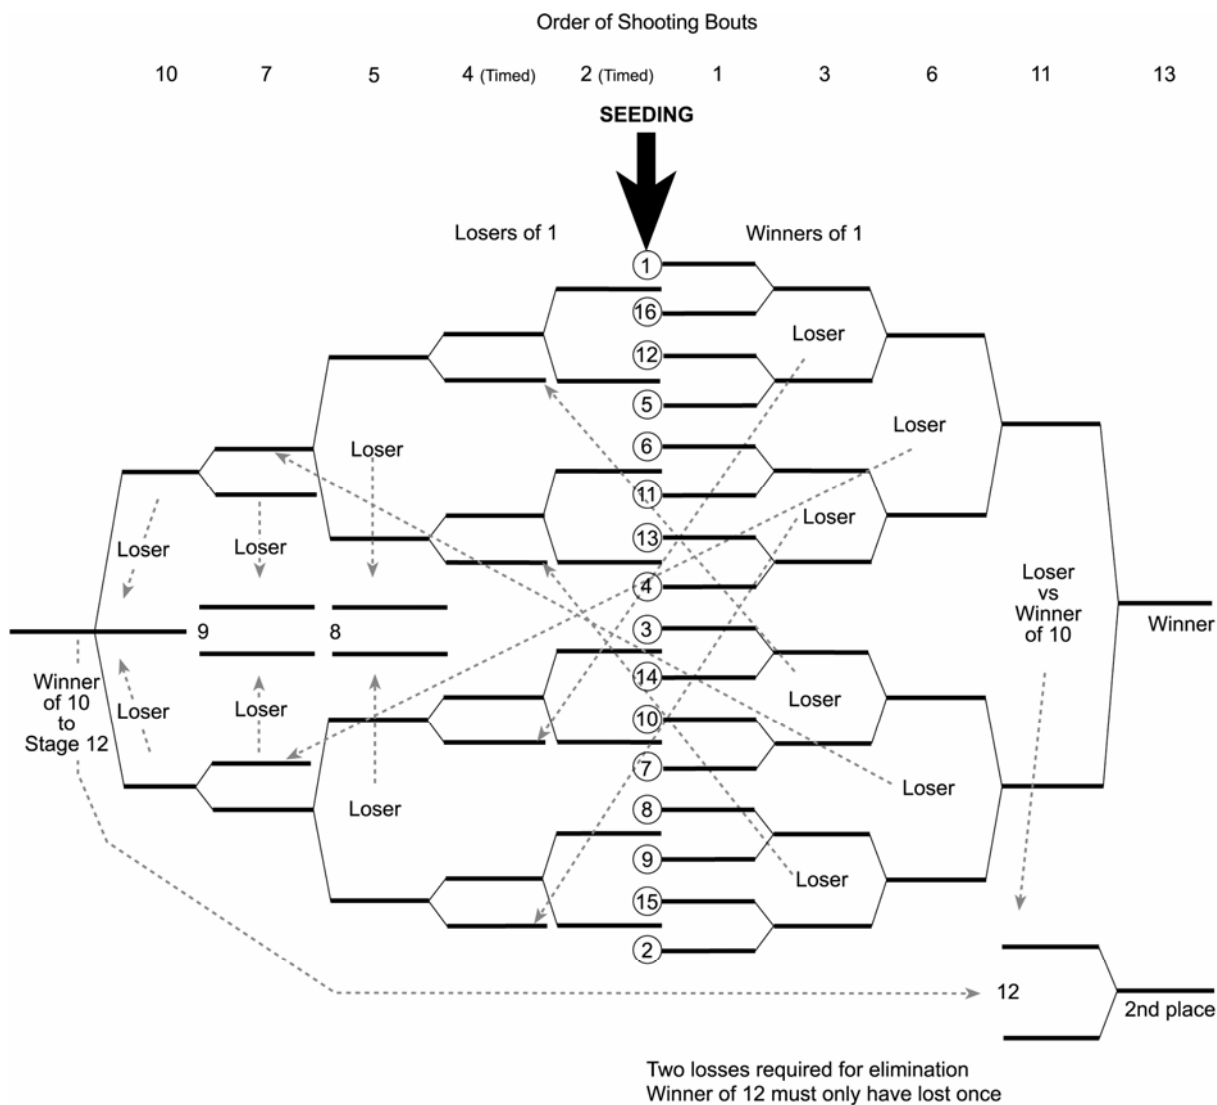 Order of Shooting Bouts
10 7 5 4 (Timed) 2 (Timed) 1 3 6 11 13
SEEDING
Losers of 1
Winners of 1
1
16
Loser
12
5
Loser
6
Loser
11
Loser
13
Loser
Loser
4
Loser
vs
Winner
of 10
9
8
3
Winner
Winner
of 10
to
Stage 12
14
Loser
Loser
Loser
10
7
Loser
Loser
8
9
Loser
15
2
12
2nd place
Two losses required for elimination
Winner of 12 must only have lost once